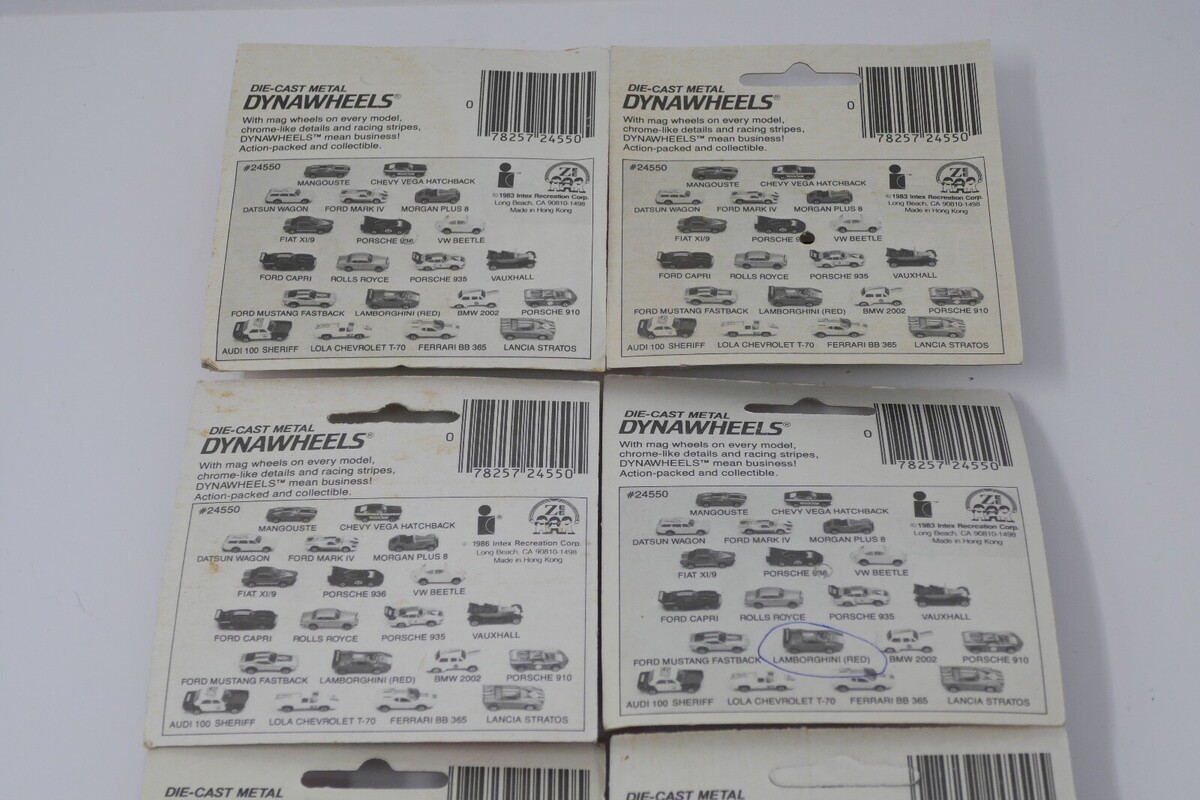 DIE-CAST METAL
DYNAWHEELS®
With mag wheels on every model,
chrome-like details and racing stripes,
DYNAWHEELS™ mean business!
Action-packed and collectible.
0 78257 24550
#24550
MANGOUSTE CHEVY VEGA HATCHBACK
© 1983 Intex Recreation Corp.
Long Beach, CA 90810-1498
Made in Hong Kong
DATSUN WAGON FORD MARK IV MORGAN PLUS 8
FIAT XI/9 PORSCHE 936 VW BEETLE
FORD CAPRI ROLLS ROYCE PORSCHE 935 VAUXHALL
FORD MUSTANG FASTBACK LAMBORGHINI (RED) BMW 2002 PORSCHE 910
AUDI 100 SHERIFF LOLA CHEVROLET T-70 FERRARI BB 365 LANCIA STRATOS
DIE-CAST METAL
DYNAWHEELS®
With mag wheels on every model,
chrome-like details and racing stripes,
DYNAWHEELS™ mean business!
Action-packed and collectible.
0 78257 24550
#24550
MANGOUSTE CHEVY VEGA HATCHBACK
© 1983 Intex Recreation Corp.
Long Beach, CA 90810-1498
Made in Hong Kong
DATSUN WAGON FORD MARK IV MORGAN PLUS 8
FIAT XI/9 PORSCHE VW BEETLE
FORD CAPRI ROLLS ROYCE PORSCHE 935 VAUXHALL
FORD MUSTANG FASTBACK LAMBORGHINI (RED) BMW 2002 PORSCHE 910
AUDI 100 SHERIFF LOLA CHEVROLET T-70 FERRARI BB 365 LANCIA STRATOS
DIE-CAST METAL
DYNAWHEELS®
With mag wheels on every model,
chrome-like details and racing stripes,
DYNAWHEELS™ mean business!
Action-packed and collectible.
0 78257 24550
#24550
MANGOUSTE CHEVY VEGA HATCHBACK
1986 Intex Recreation Corp.
Long Beach, CA 90810-1498
Made in Hong Kong
DATSUN WAGON FORD MARK IV MORGAN PLUS 8
FIAT XI/9 PORSCHE 936 VW BEETLE
FORD CAPRI ROLLS ROYCE PORSCHE 935 VAUXHALL
FORD MUSTANG FASTBACK LAMBORGHINI (RED) BMW 2002 PORSCHE 910
AUDI 100 SHERIFF LOLA CHEVROLET T-70 FERRARI BB 365 LANCIA STRATOS
DIE-CAST METAL
DYNAWHEELS®
With mag wheels on every model,
chrome-like details and racing stripes,
DYNAWHEELS™ mean business!
Action-packed and collectible.
0 78257 24550
#24550
MANGOUSTE CHEVY VEGA HATCHBACK
© 1983 Intex Recreation Corp.
Long Beach, CA 90810-1498
Made in Hong Kong
DATSUN WAGON FORD MARK IV MORGAN PLUS 8
FIAT XI/9 PORSCHE 936 VW BEETLE
FORD CAPRI ROLLS ROYCE PORSCHE 935 VAUXHALL
FORD MUSTANG FASTBACK LAMBORGHINI (RED) BMW 2002 PORSCHE 910
AUDI 100 SHERIFF LOLA CHEVROLET T-70 FERRARI BB 365 LANCIA STRATOS
DIE-CAST METAL
DIE-CAST METAL